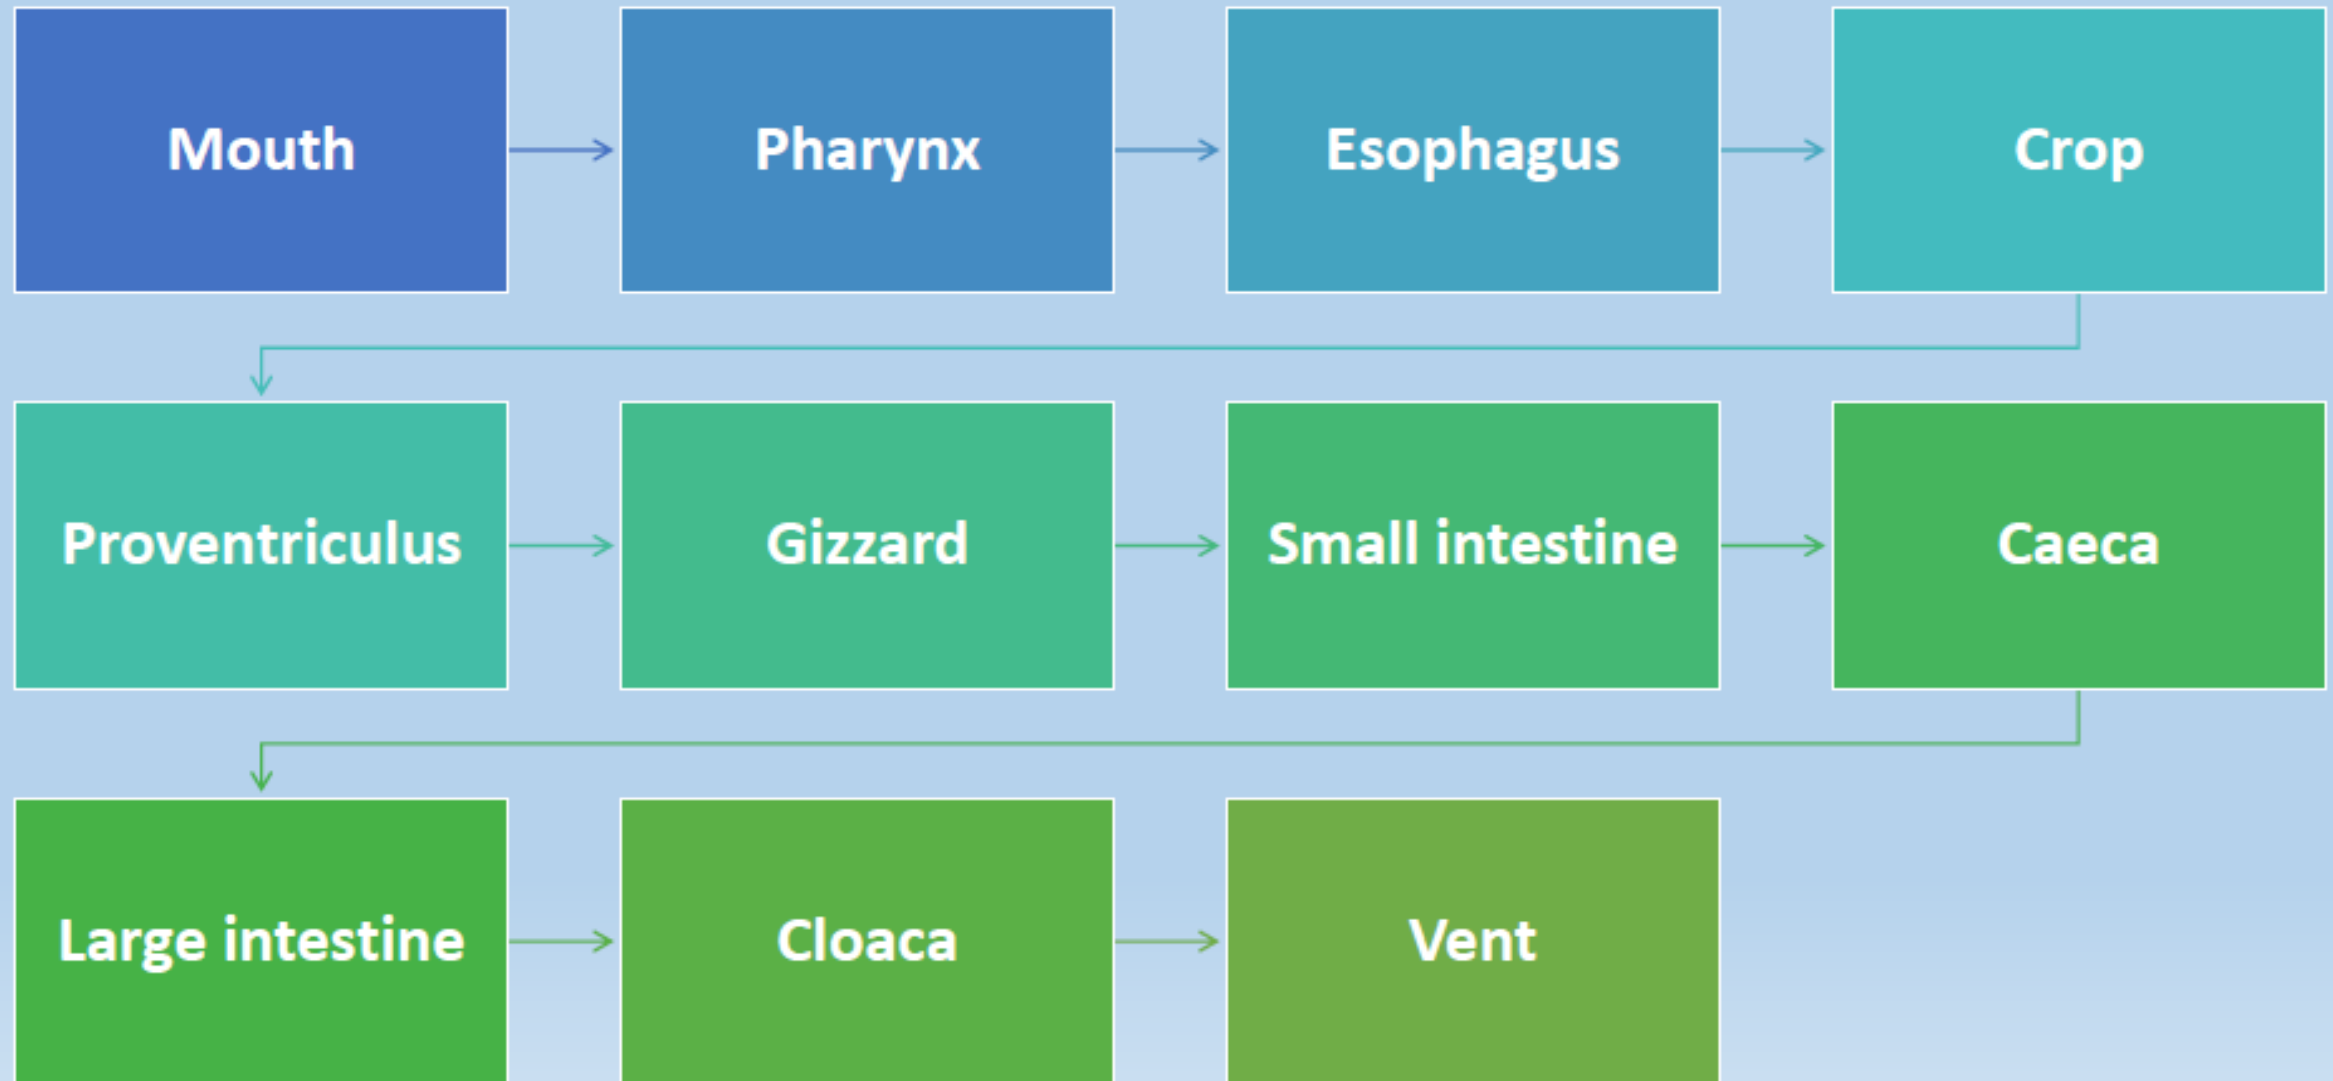 Mouth
Pharynx
Esophagus
Crop
Proventriculus
Gizzard
Small intestine
Caeca
Large intestine
Cloaca
Vent